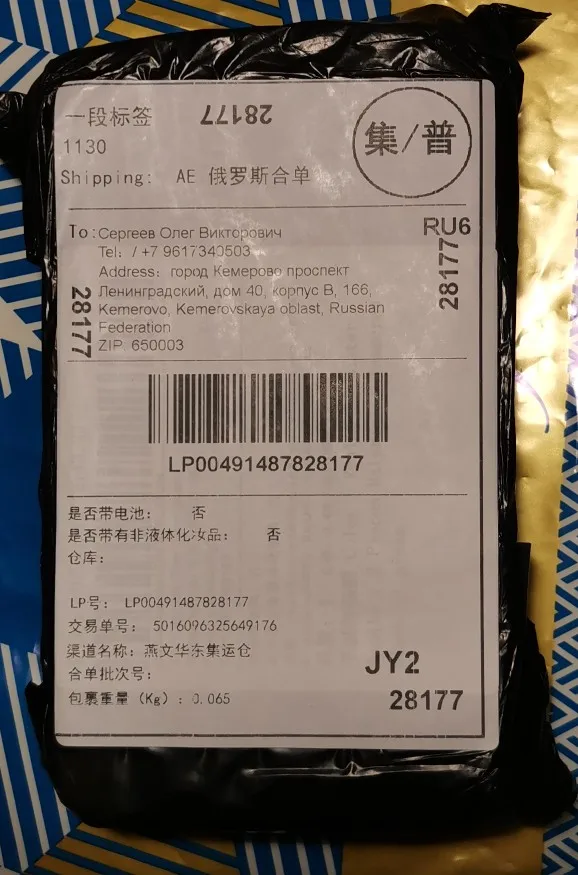 一段标签
28177
集/普
1130
Shipping: AE 俄罗斯合单
To: Сергеев Олег Викторович
RU6
Tel: / +7 9617340503
Address: город Кемерово проспект
Ленинградский, дом 40, корпус В, 166,
Kemerovo, Kemerovskaya oblast, Russian
Federation
ZIP: 650003
28177
28177
LP00491487828177
是否带电池: 否
是否带有非液体化妆品: 否
仓库:
LP号: LP00491487828177
交易单号: 5016096325649176
渠道名称: 燕文华东集运仓
合单批次号:
JY2
包裹重量 (Kg) : 0.065
28177